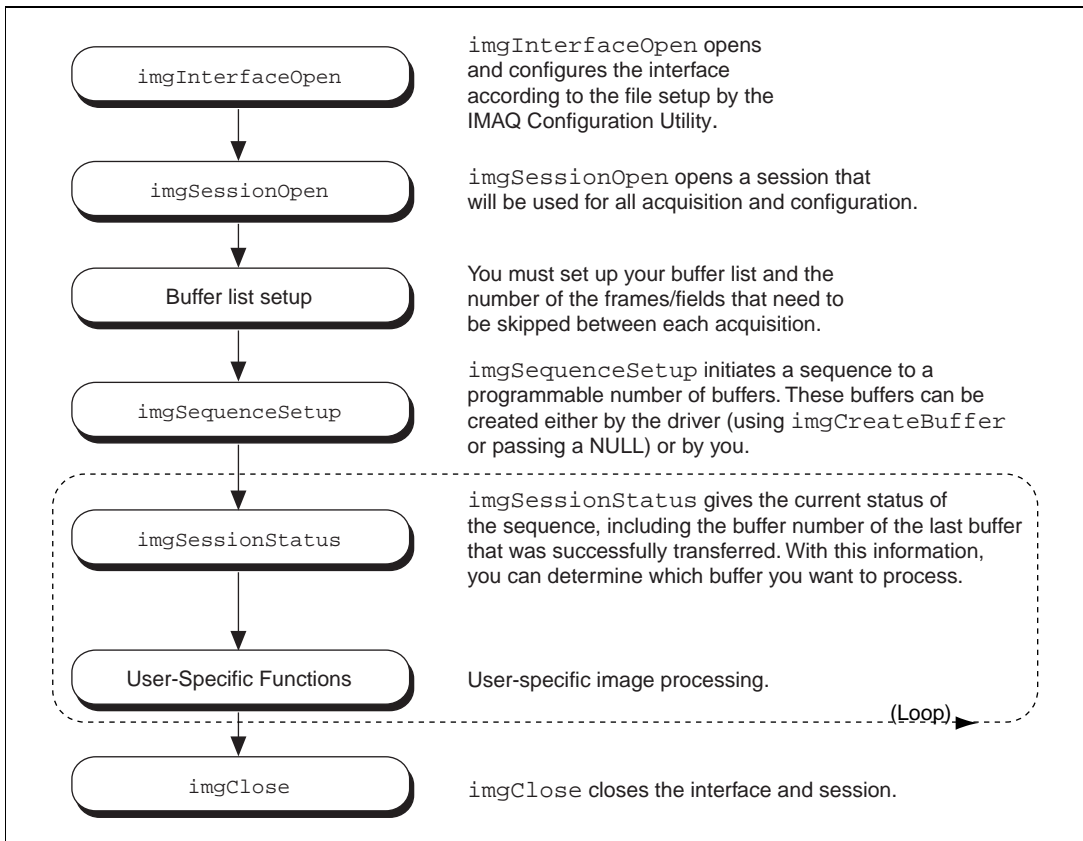 imgInterfaceOpen
imgInterfaceOpen opens
and configures the interface
according to the file setup by the
IMAQ Configuration Utility.
imgSessionOpen
imgSessionOpen opens a session that
will be used for all acquisition and configuration.
Buffer list setup
You must set up your buffer list and the
number of the frames/fields that need to
be skipped between each acquisition.
imgSequenceSetup
imgSequenceSetup initiates a sequence to a
programmable number of buffers. These buffers can be
created either by the driver (using imgCreateBuffer
or passing a NULL) or by you.
imgSessionStatus
imgSessionStatus gives the current status of
the sequence, including the buffer number of the last buffer
that was successfully transferred. With this information,
you can determine which buffer you want to process.
User-Specific Functions
User-specific image processing.
(Loop)
imgClose
imgClose closes the interface and session.